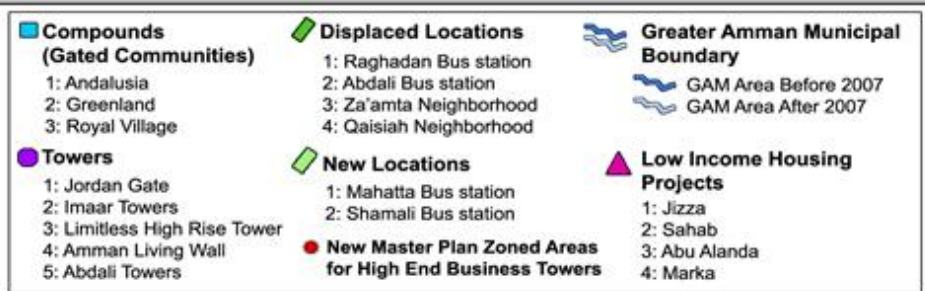 Compounds
(Gated Communities)
1: Andalusia
2: Greenland
3: Royal Village
Towers
1: Jordan Gate
2: Imaar Towers
3: Limitless High Rise Tower
4: Amman Living Wall
5: Abdali Towers
Displaced Locations
1: Raghadan Bus station
2: Abdali Bus station
3: Za'amta Neighborhood
4: Qaisiah Neighborhood
New Locations
1: Mahatta Bus station
2: Shamali Bus station
New Master Plan Zoned Areas
for High End Business Towers
Greater Amman Municipal
Boundary
GAM Area Before 2007
GAM Area After 2007
Low Income Housing
Projects
1: Jizza
2: Sahab
3: Abu Alanda
4: Marka